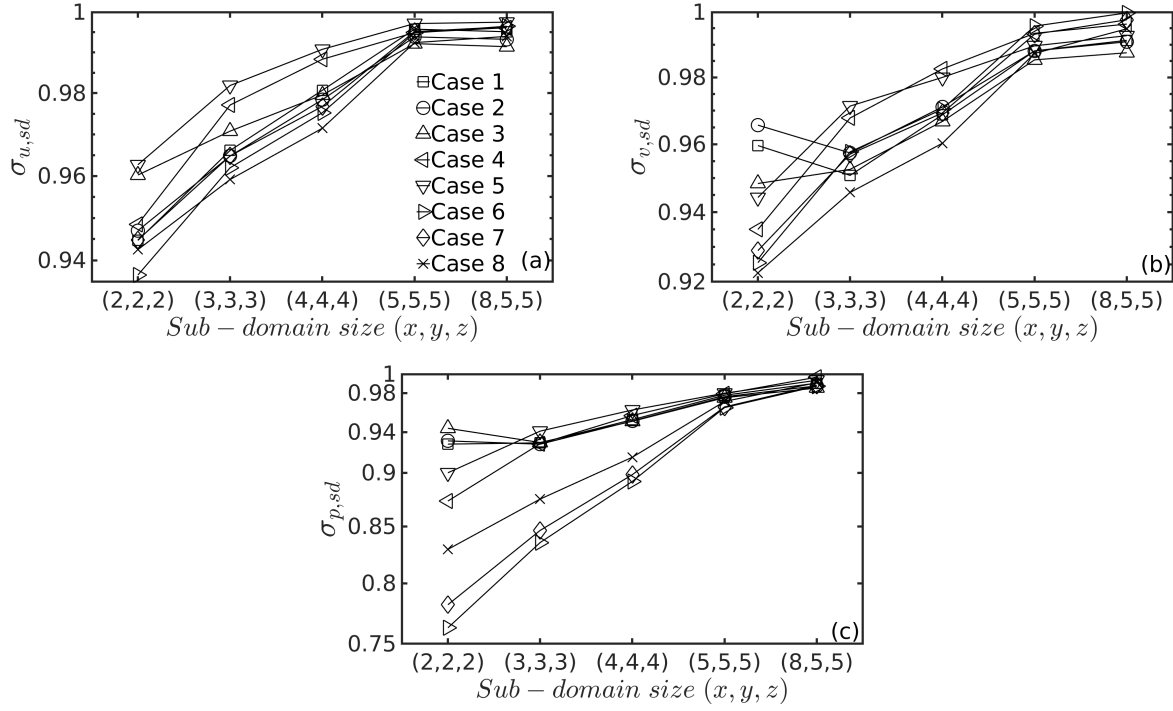 1
0.98
0.96
0.94
σu,sd
Case 1
Case 2
Case 3
Case 4
Case 5
Case 6
Case 7
Case 8
(a)
(2,2,2) (3,3,3) (4,4,4) (5,5,5) (8,5,5)
Sub − domain size (x, y, z)
1
0.98
0.96
0.94
0.92
σv,sd
(b)
(2,2,2) (3,3,3) (4,4,4) (5,5,5) (8,5,5)
Sub − domain size (x, y, z)
1
0.98
0.94
0.9
0.85
0.8
0.75
σp,sd
(c)
(2,2,2) (3,3,3) (4,4,4) (5,5,5) (8,5,5)
Sub − domain size (x, y, z)